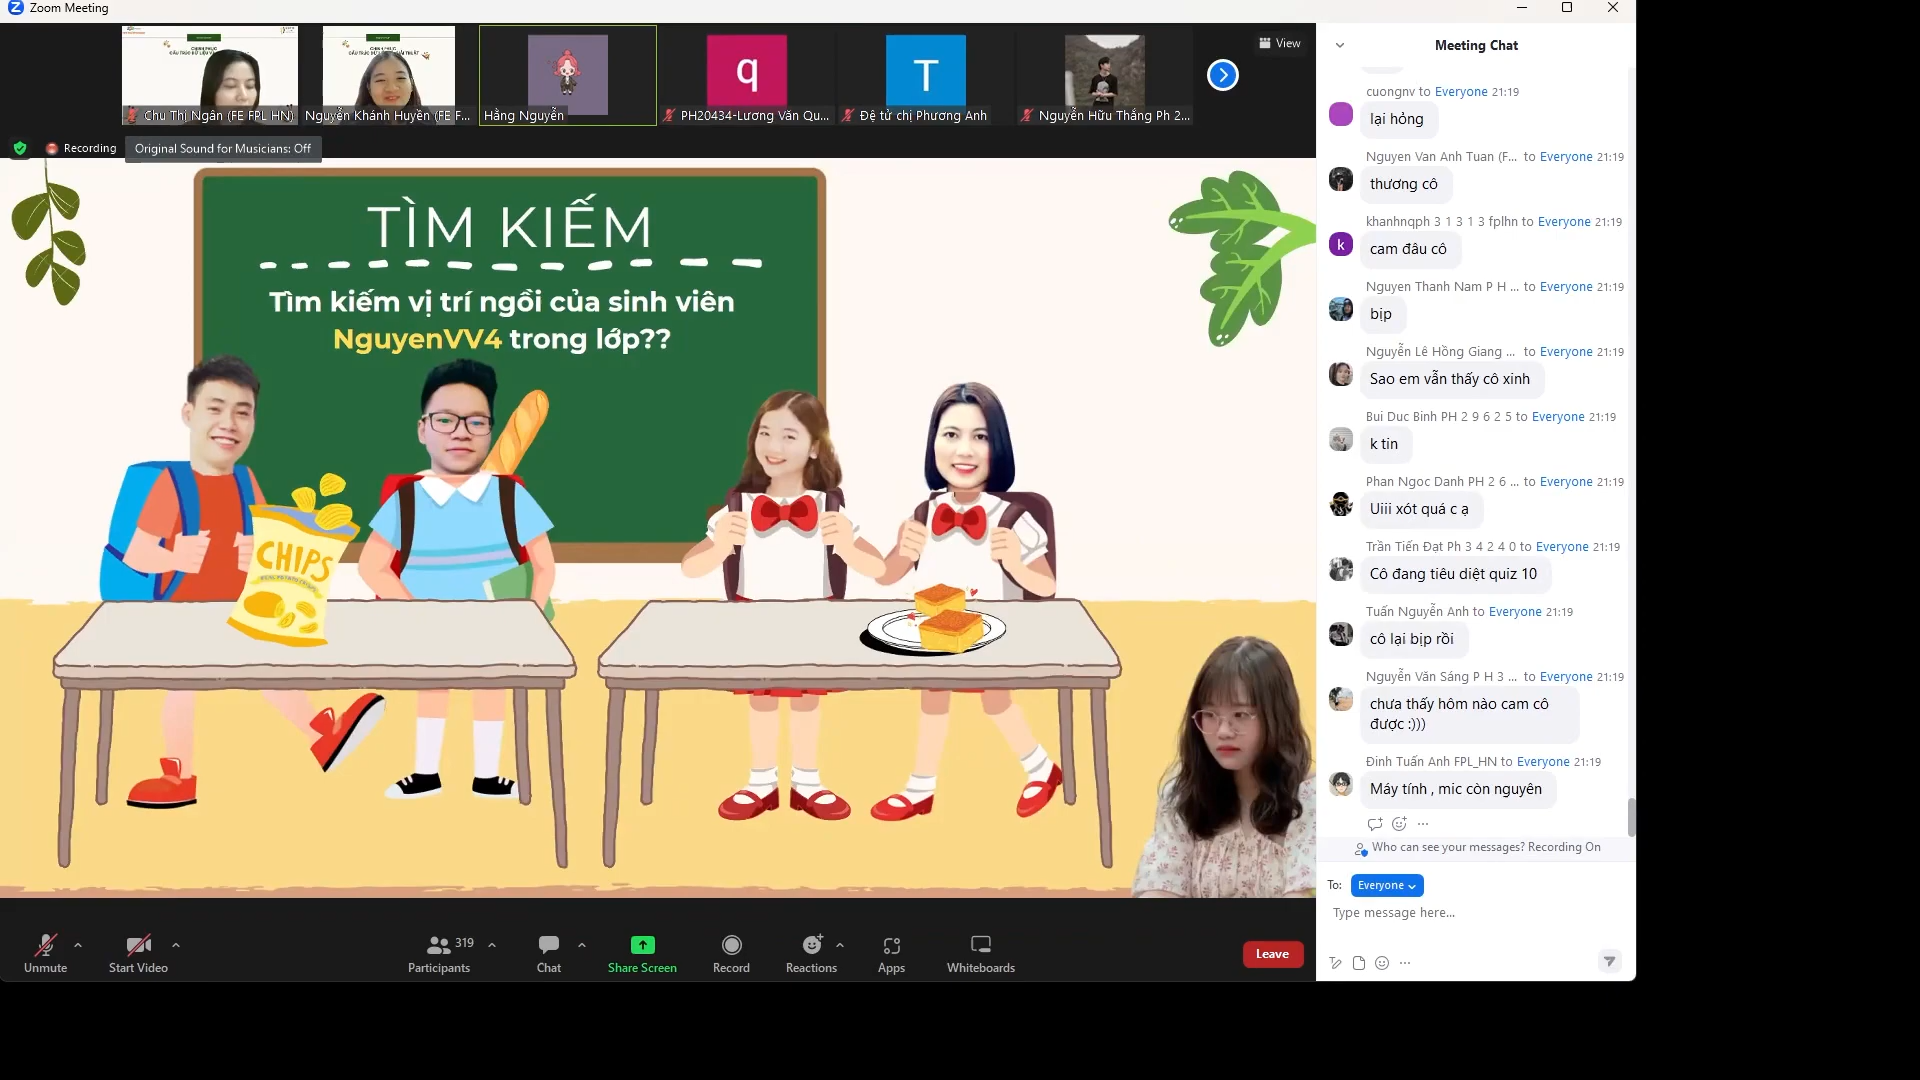 Zoom Meeting
View
Chu Thị Ngân (FE FPL HN)
Nguyễn Khánh Huyền (FE F...
Hằng Nguyễn
q
PH20434-Lương Văn Qu...
T
Đệ tử chị Phương Anh
Nguyễn Hữu Thắng Ph 2...
Recording
Original Sound for Musicians: Off
TÌM KIẾM
Tìm kiếm vị trí ngồi của sinh viên
NguyenVV4 trong lớp??
CHIPS
Unmute
Start Video
319
Participants
Chat
Share Screen
Record
Reactions
Apps
Whiteboards
Leave
Meeting Chat
cuongnv to Everyone 21:19
lại hỏng
Nguyen Van Anh Tuan (F... to Everyone 21:19
thương cô
khanhnqph 3 1 3 1 3 fplhn to Everyone 21:19
k
cam đâu cô
Nguyen Thanh Nam P H ... to Everyone 21:19
bịp
Nguyễn Lê Hồng Giang ... to Everyone 21:19
Sao em vẫn thấy cô xinh
Bui Duc Binh PH 2 9 6 2 5 to Everyone 21:19
k tin
Phan Ngoc Danh PH 2 6 ... to Everyone 21:19
Uiii xót quá c ạ
Trần Tiến Đạt Ph 3 4 2 4 0 to Everyone 21:19
Cô đang tiêu diệt quiz 10
Tuấn Nguyễn Anh to Everyone 21:19
cô lại bịp rồi
Nguyễn Văn Sáng P H 3 ... to Everyone 21:19
chưa thấy hôm nào cam cô
được :)))
Đinh Tuấn Anh FPL_HN to Everyone 21:19
Máy tính , mic còn nguyên
Who can see your messages? Recording On
To: Everyone
Type message here...